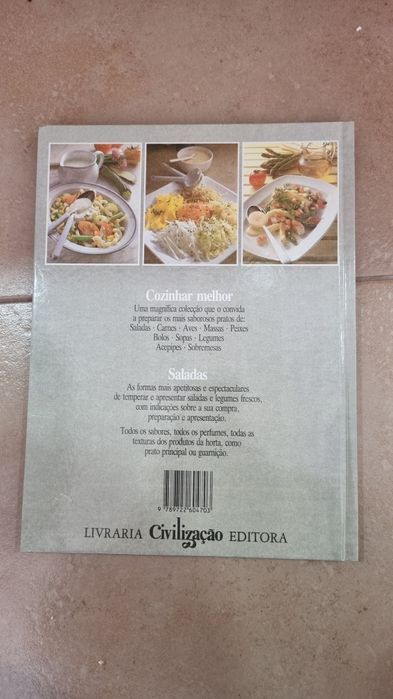 Cozinhar melhor
Uma magnífica colecção que o convida
a preparar os mais saborosos pratos de:
Saladas · Carnes · Aves · Massas · Peixes
Bolos · Sopas · Legumes
Acepipes · Sobremesas
Saladas
As formas mais apetitosas e espectaculares
de temperar e apresentar saladas e legumes frescos,
com indicações sobre a sua compra,
preparação e apresentação.
Todos os sabores, todos os perfumes, todas as
texturas dos produtos da horta, como
prato principal ou guarnição.
9 789722 604703
LIVRARIA Civilização EDITORA